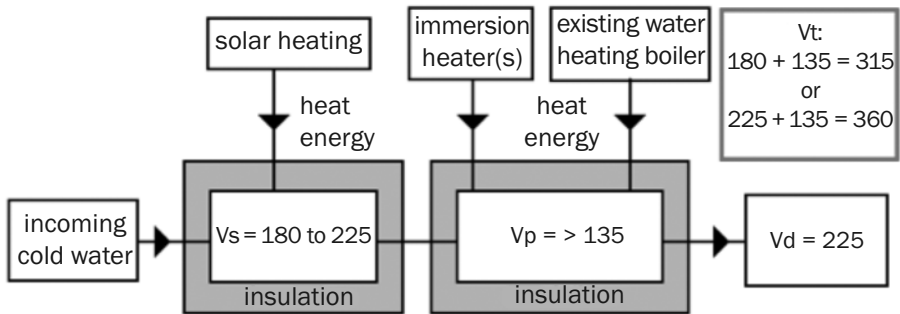 solar heating
immersion
heater(s)
existing water
heating boiler
Vt:
180 + 135 = 315
or
225 + 135 = 360
heat
energy
heat
energy
incoming
cold water
Vs = 180 to 225
insulation
Vp = > 135
insulation
Vd = 225